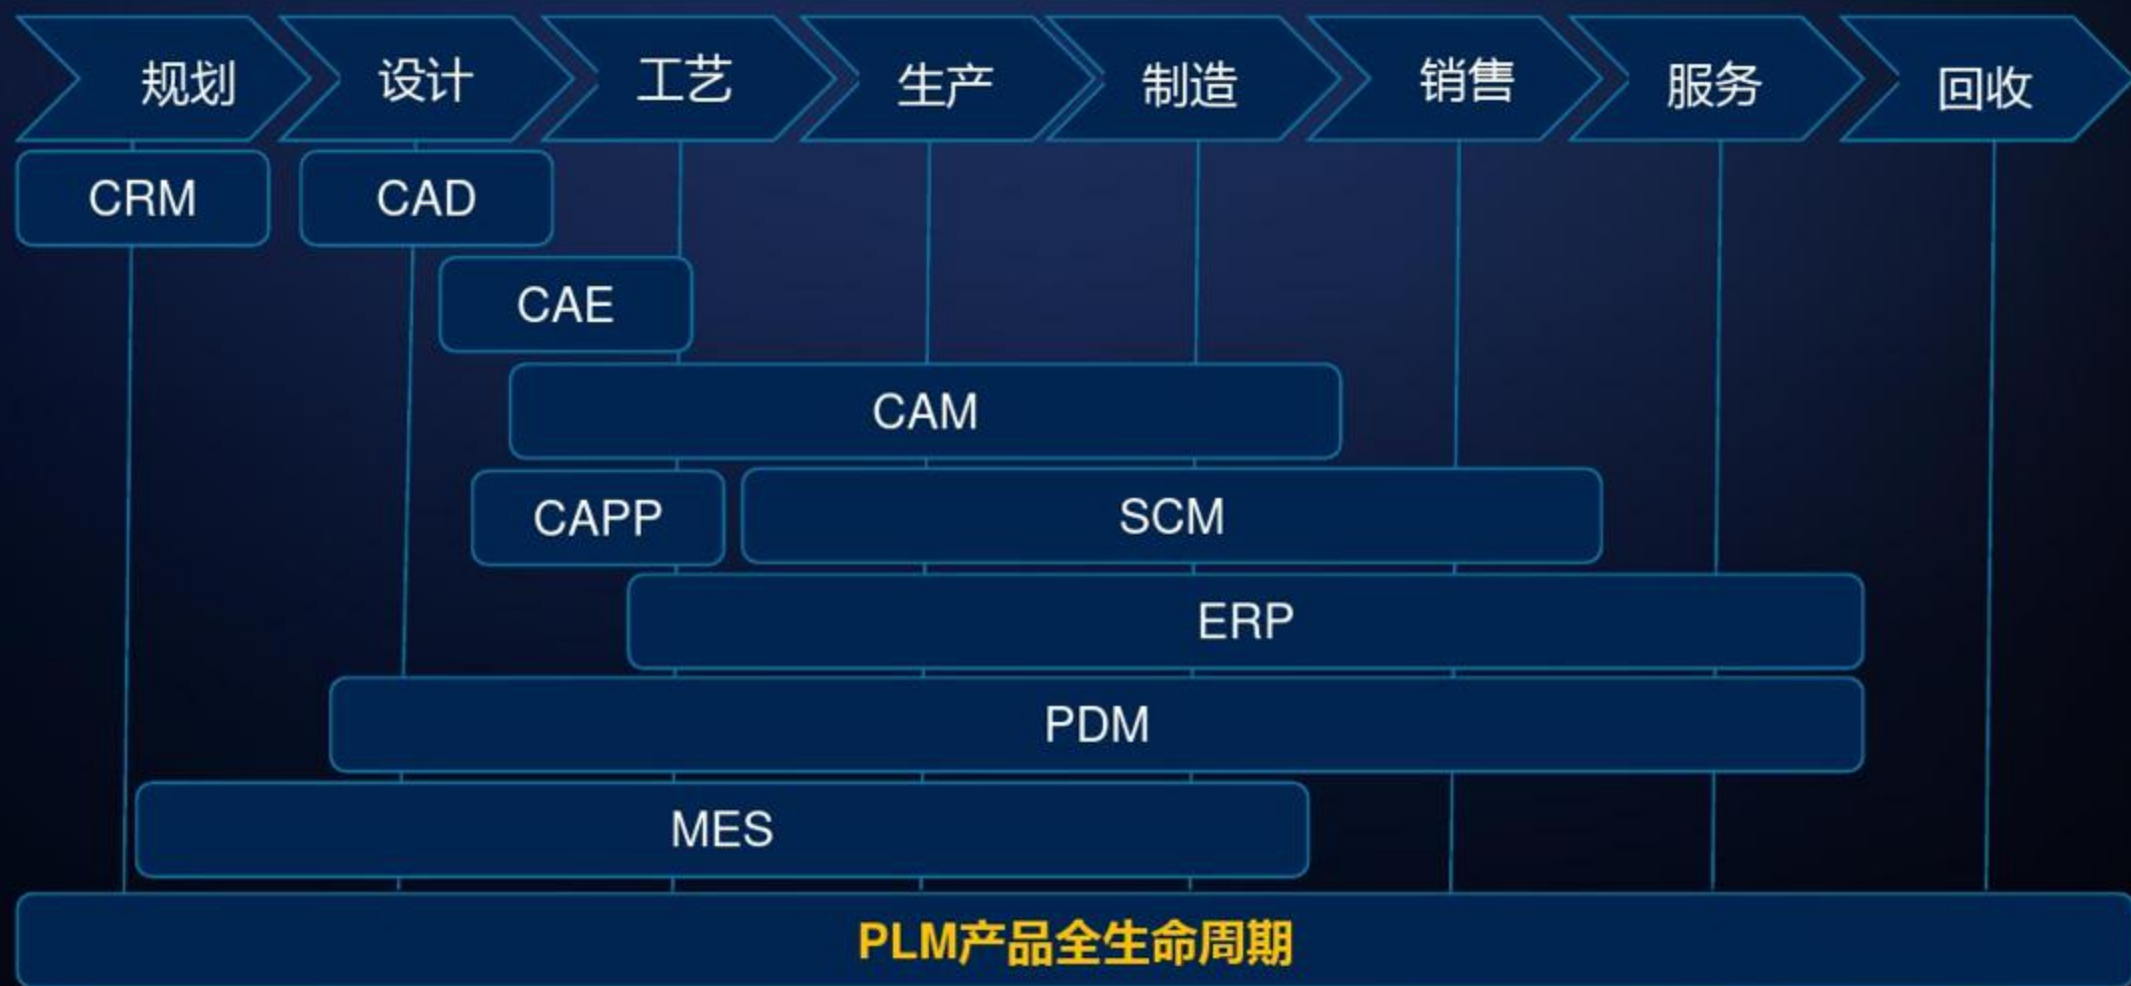 规划 设计 工艺 生产 制造 销售 服务 回收
CRM CAD
CAE
CAM
CAPP SCM
ERP
PDM
MES
PLM产品全生命周期